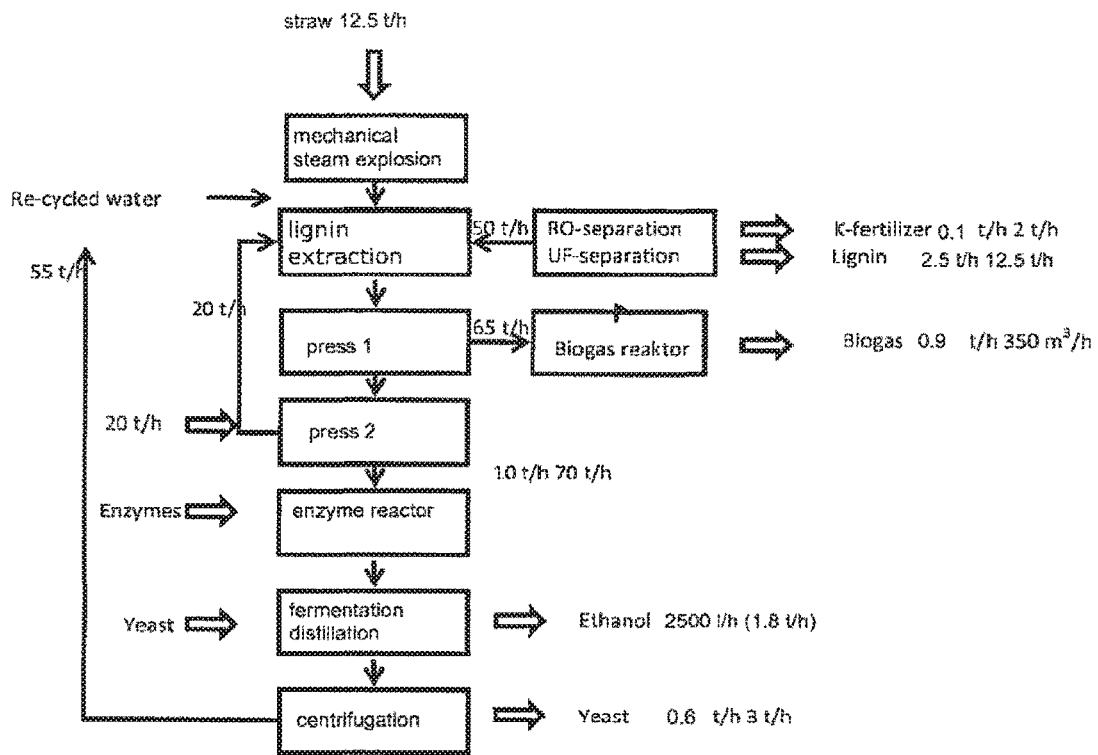 straw 12.5 t/h
mechanical
steam explosion
Re-cycled water
lignin
extraction
50 t/h
RO-separation
UF-separation
K-fertilizer 0.1 t/h 2 t/h
Lignin 2.5 t/h 12.5 t/h
55 t/h
20 t/h
press 1
65 t/h
Biogas reaktor
Biogas 0.9 t/h 350 m³/h
20 t/h
press 2
10 t/h 70 t/h
Enzymes
enzyme reactor
Yeast
fermentation
distillation
Ethanol 2500 l/h (1.8 t/h)
centrifugation
Yeast 0.6 t/h 3 t/h